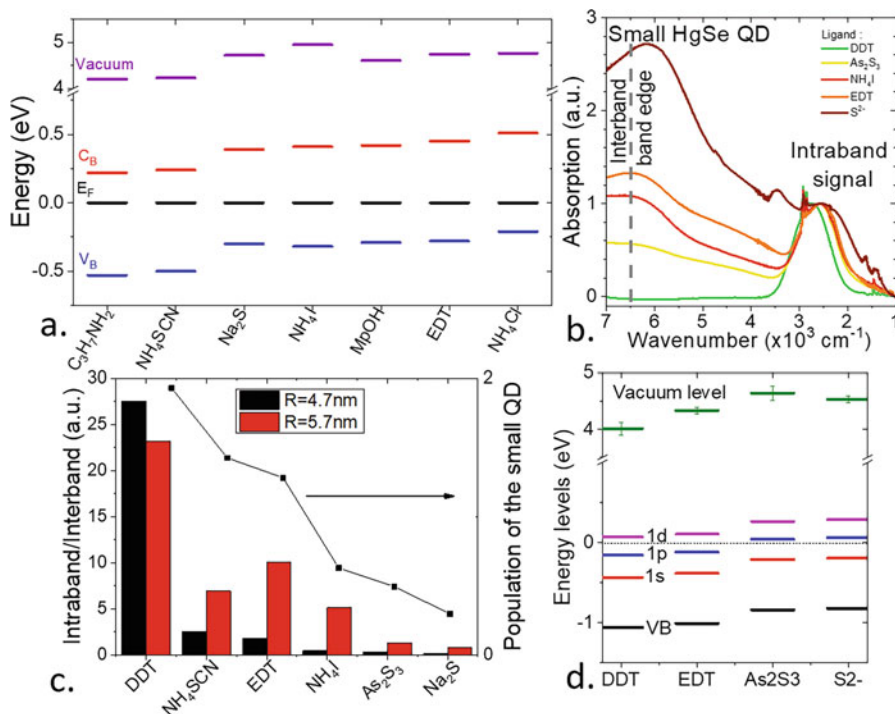 5
Vacuum
4
0.5
C_B
E_F
0.0
V_B
-0.5
Energy (eV)
C₃H₇NH₂
NH₄SCN
Na₂S
NH₄I
MpOH
EDT
NH₄Cl
a.
3
2
1
0
Absorption (a.u.)
Small HgSe QD
Interband
band edge
Ligand :
DDT
As₂S₃
NH₄I
EDT
S²⁻
Intraband
signal
7 6 5 4 3 2 1
Wavenumber (x10³ cm⁻¹)
b.
30
25
20
15
10
5
0
Intraband/Interband (a.u.)
R=4.7nm
R=5.7nm
2
0
Population of the small QD
DDT
NH₄SCN
EDT
NH₄I
As₂S₃
Na₂S
c.
5
Vacuum level
4
0
-1
Energy levels (eV)
1d
1p
1s
VB
DDT EDT As2S3 S2-
d.